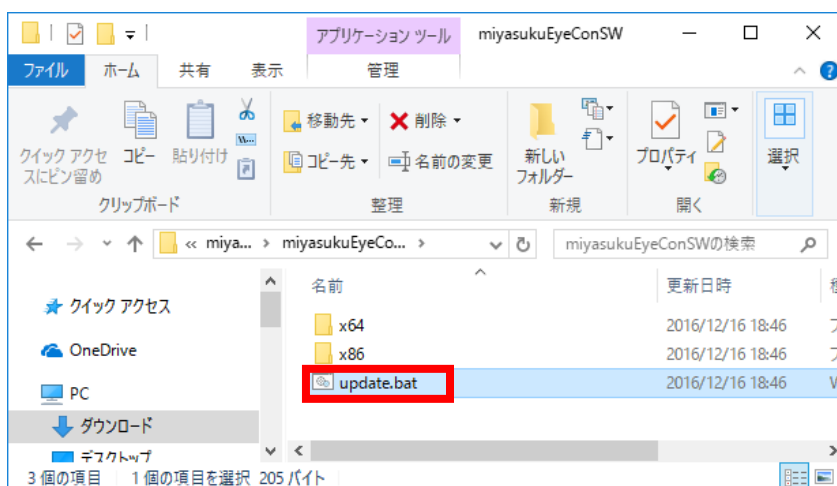 アプリケーション ツール
miyasukuEyeConSW
ファイル
ホーム
共有
表示
管理
クイック アクセスにピン留め
コピー
貼り付け
移動先
削除
コピー先
名前の変更
新しい
フォルダー
プロパティ
選択
クリップボード
整理
新規
開く
« miya... › miyasukuEyeCo... ›
miyasukuEyeConSWの検索
名前
更新日時
クイック アクセス
OneDrive
PC
ダウンロード
デスクトップ
x64
2016/12/16 18:46
x86
2016/12/16 18:46
update.bat
2016/12/16 18:46
3 個の項目
1 個の項目を選択 205 バイト